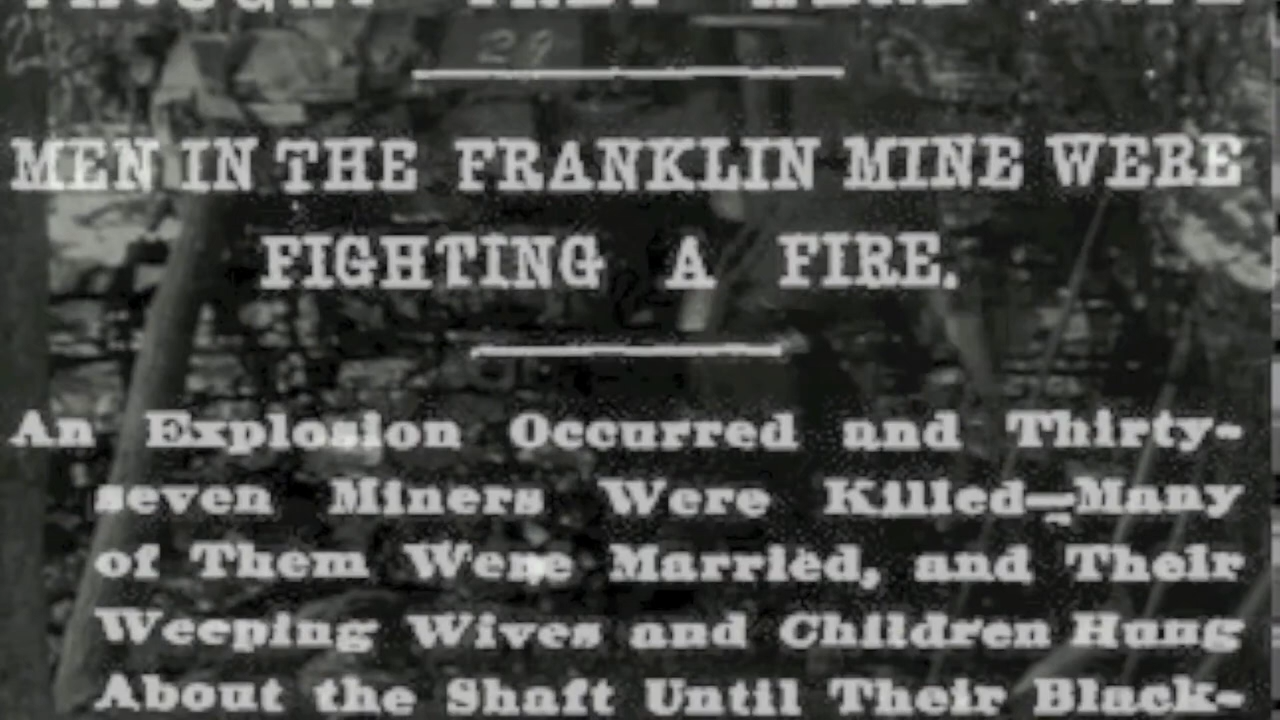 29
MEN IN THE FRANKLIN MINE WERE
FIGHTING A FIRE.
An Explosion Occurred and Thirty-
seven Miners Were Killed—Many
of Them Were Married, and Their
Weeping Wives and Children Hung
About the Shaft Until Their Black-